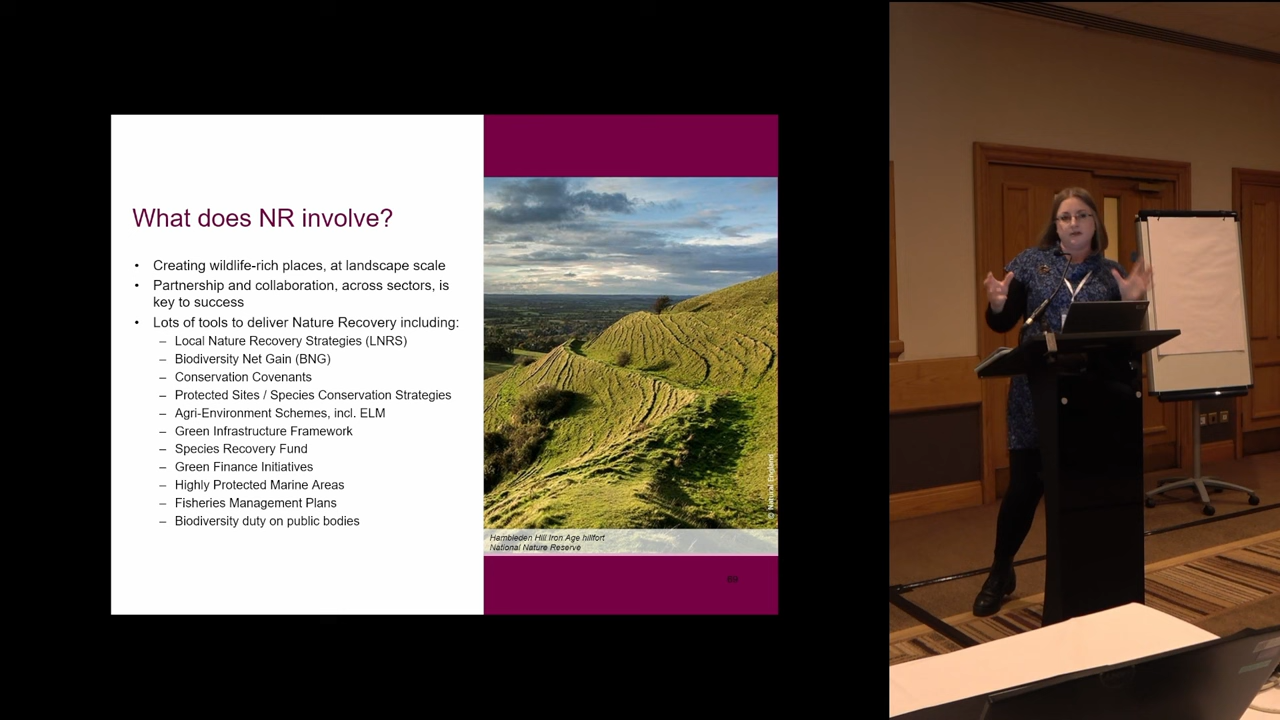 What does NR involve?
• Creating wildlife-rich places, at landscape scale
• Partnership and collaboration, across sectors, is
key to success
• Lots of tools to deliver Nature Recovery including:
– Local Nature Recovery Strategies (LNRS)
– Biodiversity Net Gain (BNG)
– Conservation Covenants
– Protected Sites / Species Conservation Strategies
– Agri-Environment Schemes, incl. ELM
– Green Infrastructure Framework
– Species Recovery Fund
– Green Finance Initiatives
– Highly Protected Marine Areas
– Fisheries Management Plans
– Biodiversity duty on public bodies
© Natural England
Hambledon Hill Iron Age hillfort
National Nature Reserve